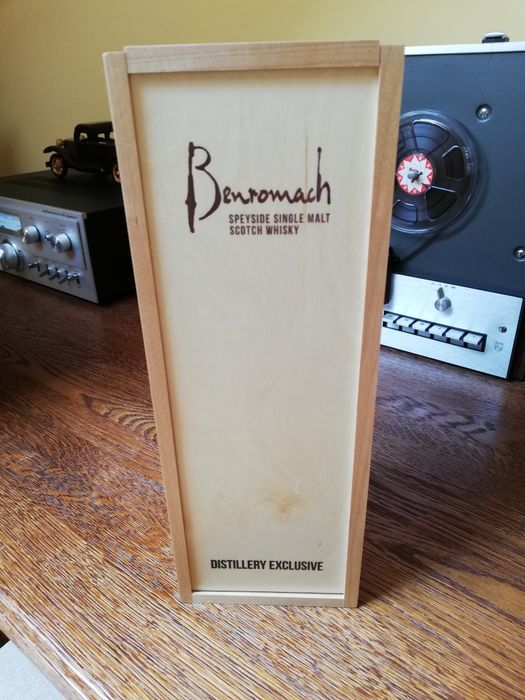 Benromach
SPEYSIDE SINGLE MALT
SCOTCH WHISKY
DISTILLERY EXCLUSIVE